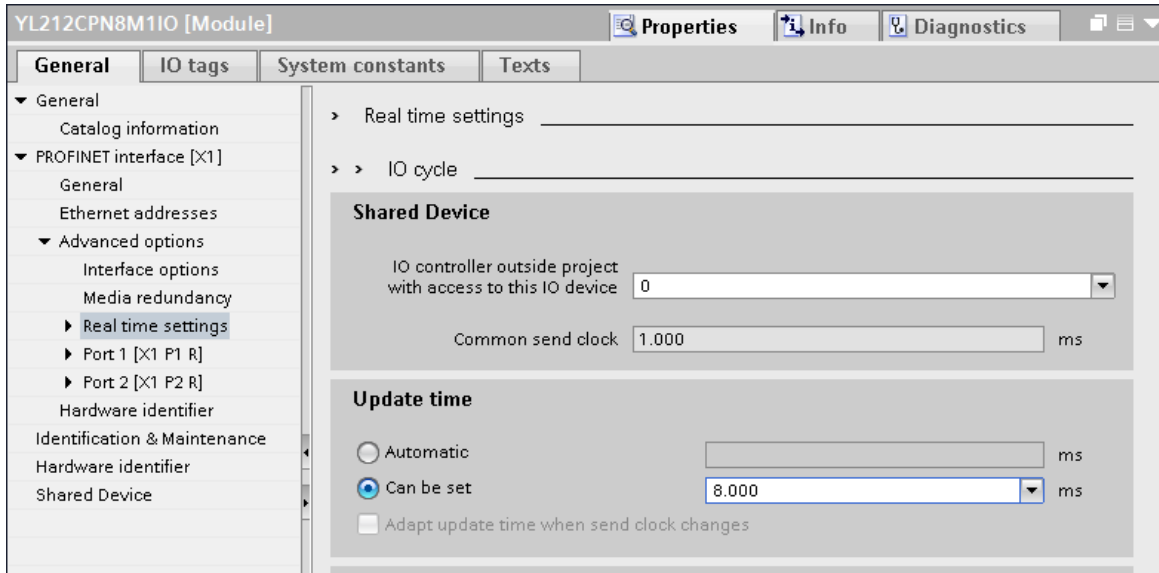 YL212CPN8M1IO [Module]
Properties
Info
Diagnostics
General
IO tags
System constants
Texts
General
Catalog information
PROFINET interface [X1]
General
Ethernet addresses
Advanced options
Interface options
Media redundancy
Real time settings
Port 1 [X1 P1 R]
Port 2 [X1 P2 R]
Hardware identifier
Identification & Maintenance
Hardware identifier
Shared Device
Real time settings
IO cycle
Shared Device
IO controller outside project
with access to this IO device
0
Common send clock 1.000 ms
Update time
Automatic ms
Can be set 8.000 ms
Adapt update time when send clock changes